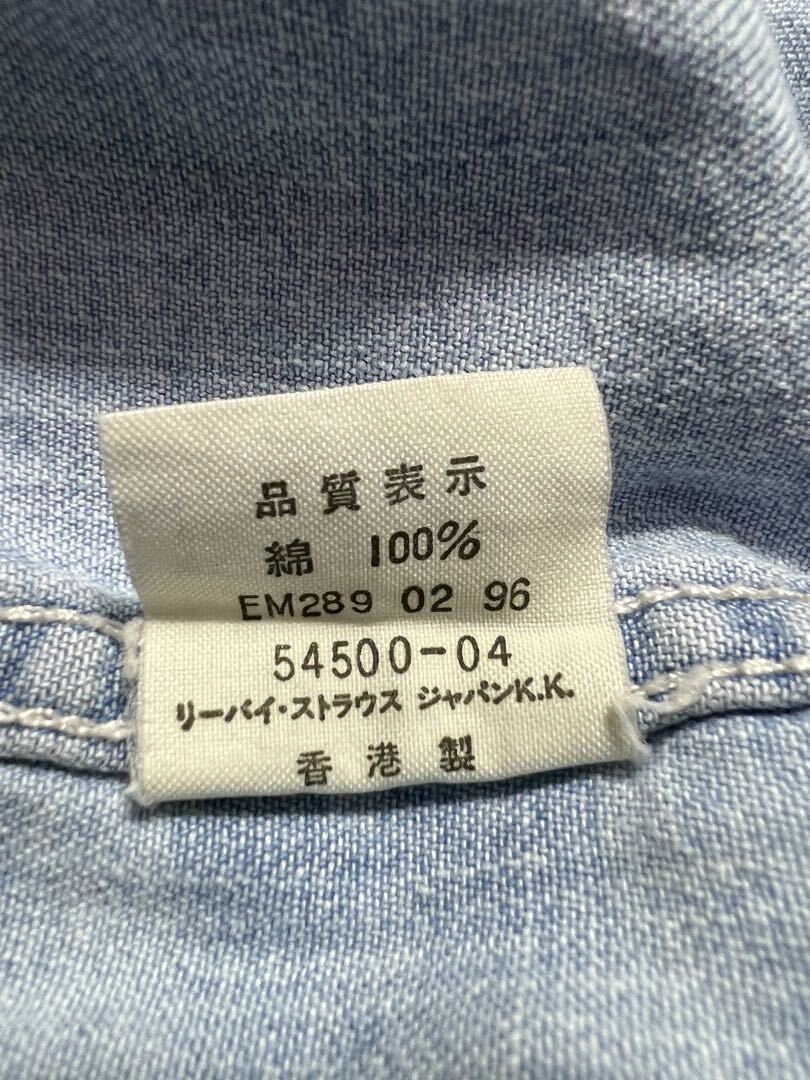 品質表示
綿 100%
EM289 02 96
54500-04
リーバイ・ストラウス ジャパンK.K.
香港製